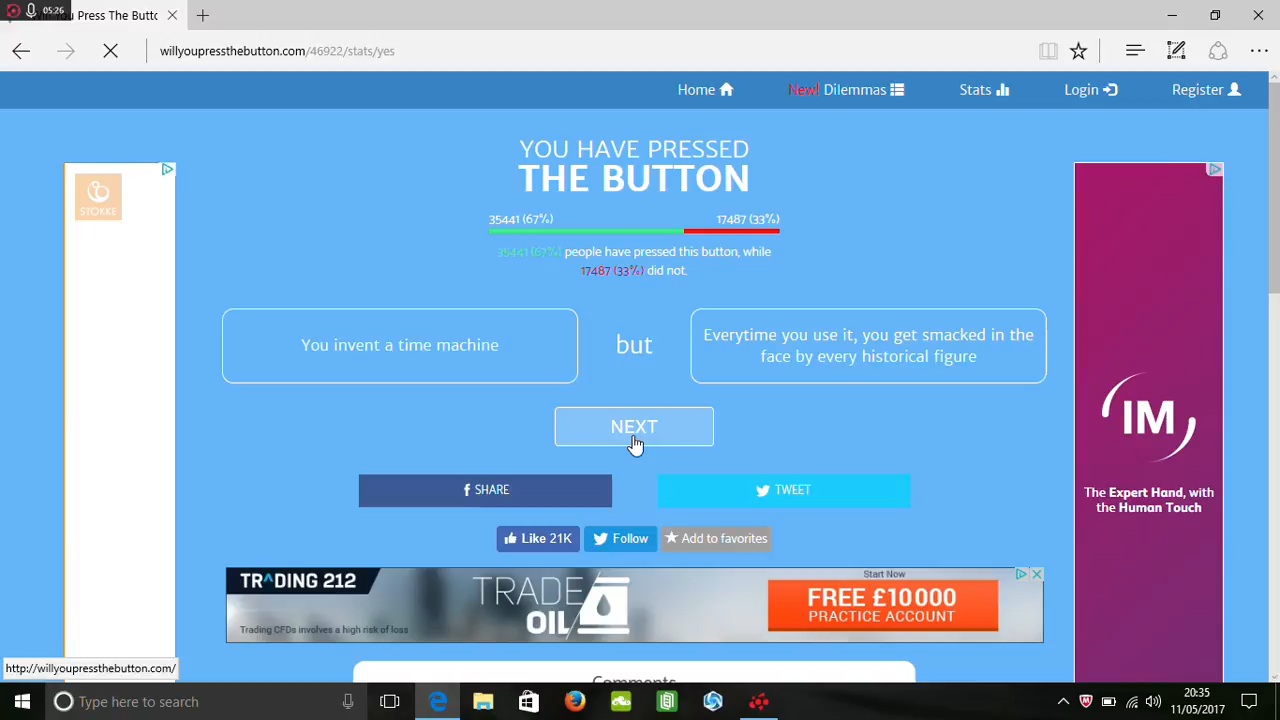 05:26
Will You Press The Butto
willyoupressthebutton.com/46922/stats/yes
Home
New! Dilemmas
Stats
Login
Register
YOU HAVE PRESSED
THE BUTTON
35441 (67%) 17487 (33%)
35441 (67%) people have pressed this button, while
17487 (33%) did not.
You invent a time machine
but
Everytime you use it, you get smacked in the
face by every historical figure
NEXT
SHARE
TWEET
Like 21K
Follow
Add to favorites
STOKKE
IM
The Expert Hand, with
the Human Touch
TRADING 212
Trading CFDs involves a high risk of loss
TRADE
OIL
Start Now
FREE £10000
PRACTICE ACCOUNT
Comments
http://willyoupressthebutton.com/
Type here to search
20:35
11/05/2017